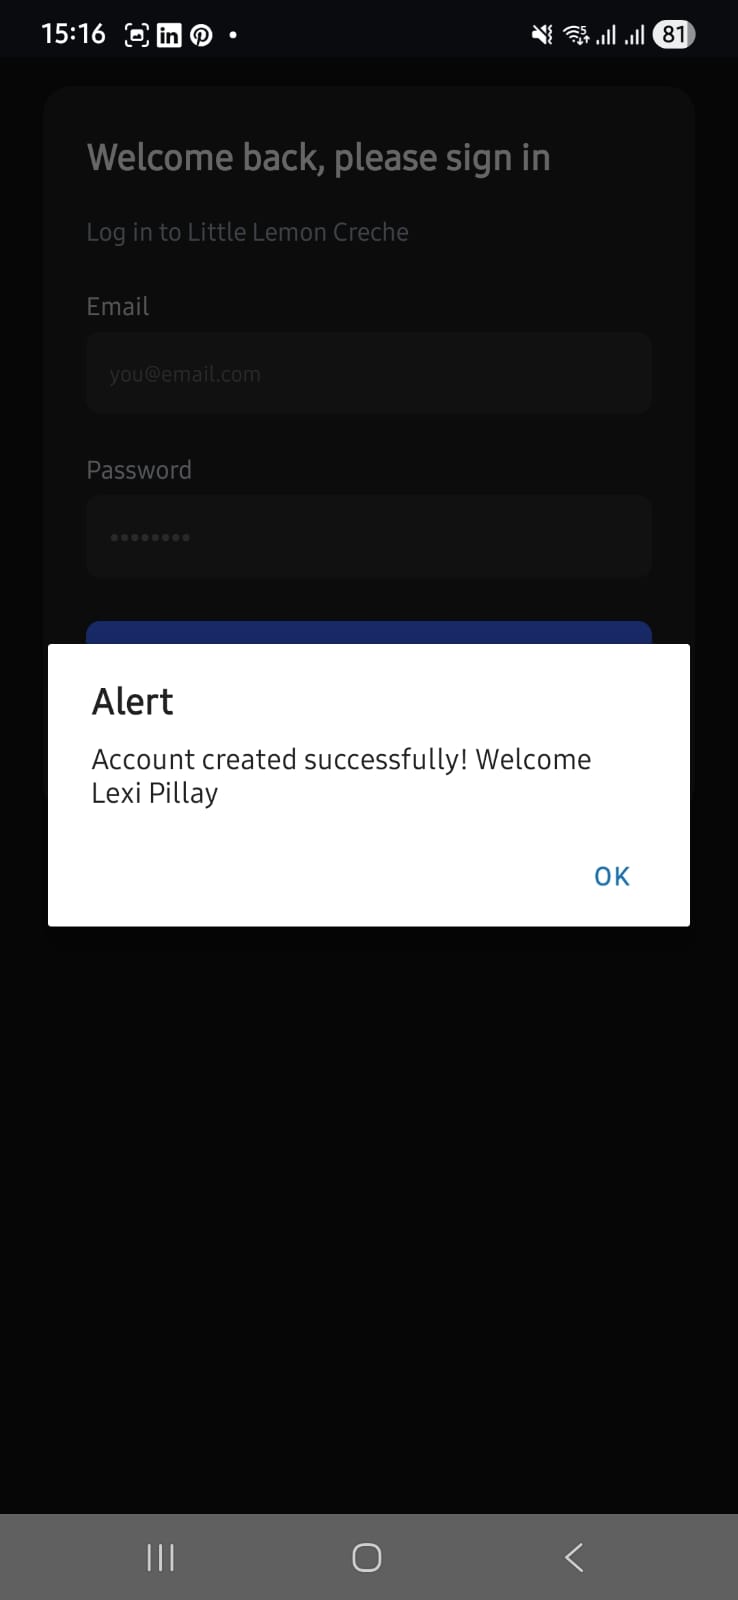 15:16
81
Welcome back, please sign in
Log in to Little Lemon Creche
Email
you@email.com
Password
••••••••
Alert
Account created successfully! Welcome
Lexi Pillay
OK